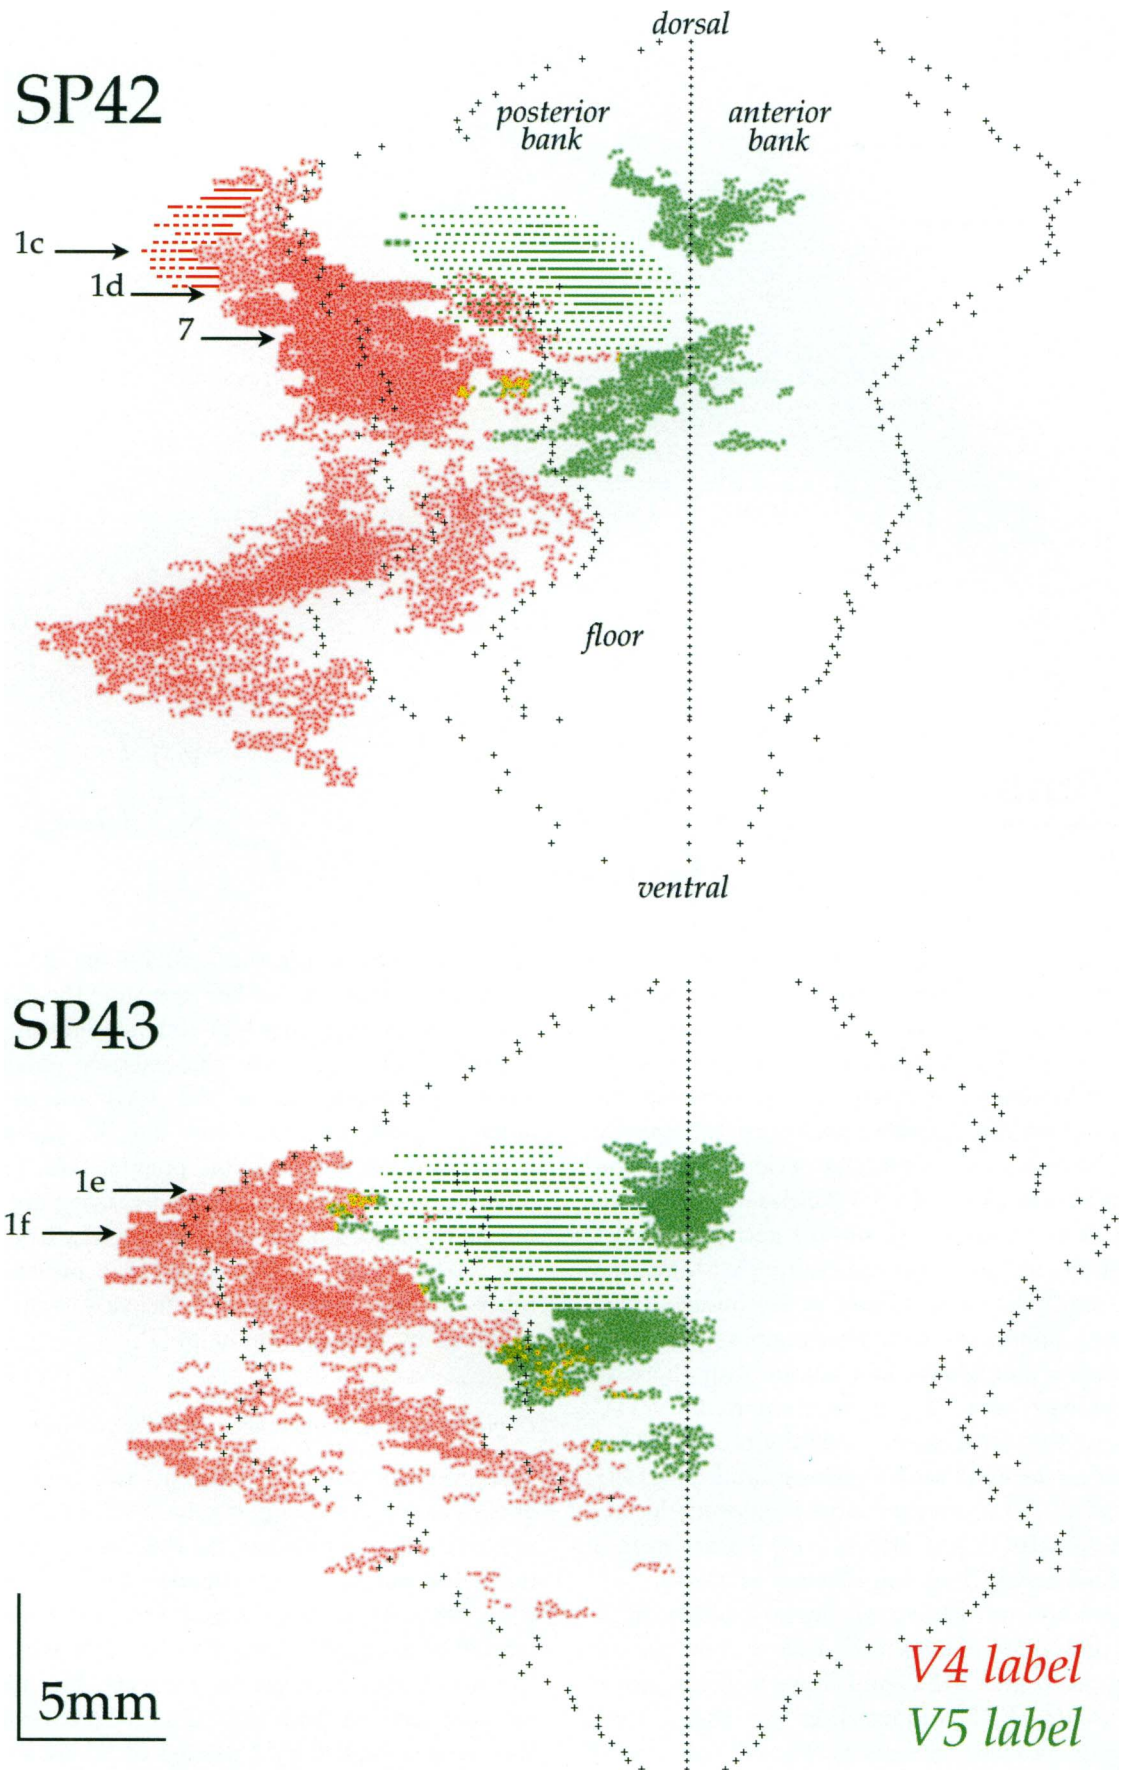 dorsal
SP42
posterior
bank
anterior
bank
1c
1d
7
floor
ventral
SP43
1e
1f
5mm
V4 label
V5 label